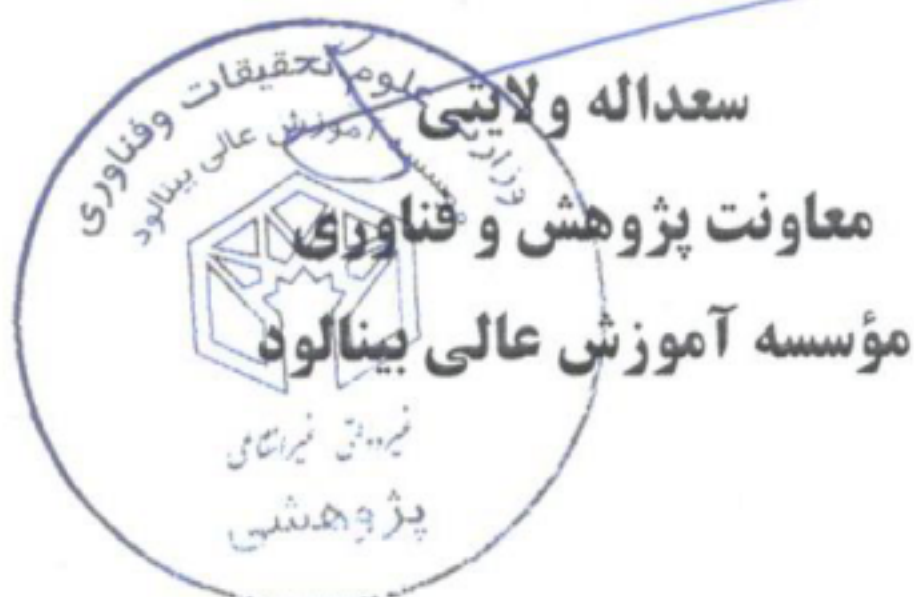 سعداله ولایتی
معاونت پژوهش و فناوری
مؤسسه آموزش عالی بینالود
وزارت علوم تحقیقات وفناوری
موسسه آموزش عالی بینالود
غیردولتی غیرانتفاعی
پژوهشی